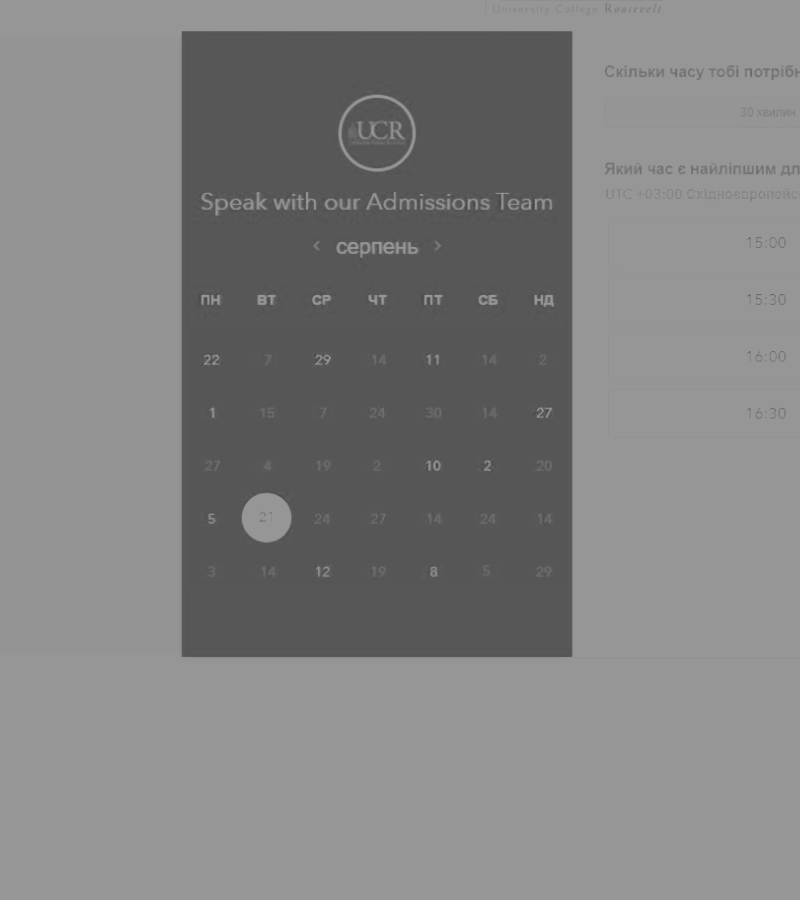 University College Roosevelt
UCR
Speak with our Admissions Team
‹ серпень ›
ПН ВТ СР ЧТ ПТ СБ НД
22 7 29 14 11 14 2
1 15 7 24 30 14 27
27 4 19 2 10 2 20
5 21 24 27 14 24 14
3 14 12 19 8 5 29
Скільки часу тобі потрібн
30 хвилин
Який час є найліпшим дл
UTC +03:00 Східноєвропейс
15:00
15:30
16:00
16:30